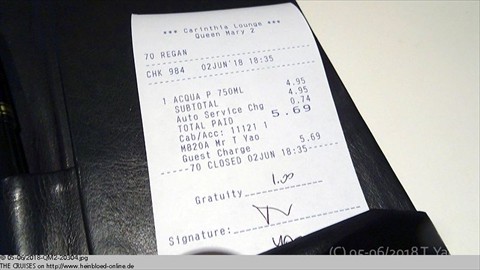 *** Carinthia Lounge ***
Queen Mary 2
70 REGAN
CHK 984 02JUN'18 18:35
1 ACQUA P 750ML 4.95
SUBTOTAL 4.95
Auto Service Chg 0.74
TOTAL PAID 5.69
Cab/Acc: 11121 1
M820A Mr T Yao
Guest Charge 5.69
-----70 CLOSED 02JUN 18:35-----
Gratuity 1.00
Signature:
(C) 05-06/2018 T.Ya
© 05-06/2018-QM2-20304.jpg
THE CRUISES on http://www.heinbloed-online.de